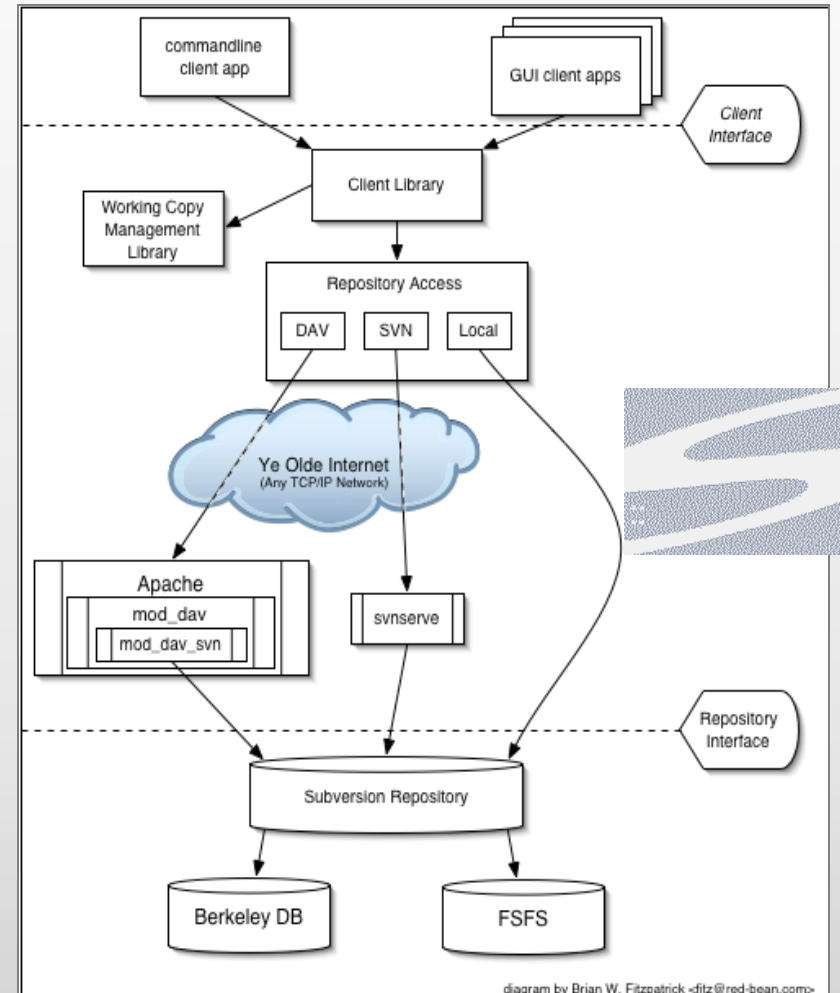 commandline
client app
GUI client apps
Client
Interface
Client Library
Working Copy
Management
Library
Repository Access
DAV
SVN
Local
Ye Olde Internet
(Any TCP/IP Network)
Apache
mod_dav
mod_dav_svn
svnserve
Repository
Interface
Subversion Repository
Berkeley DB
FSFS
diagram by Brian W. Fitzpatrick <fitz@red-bean.com>